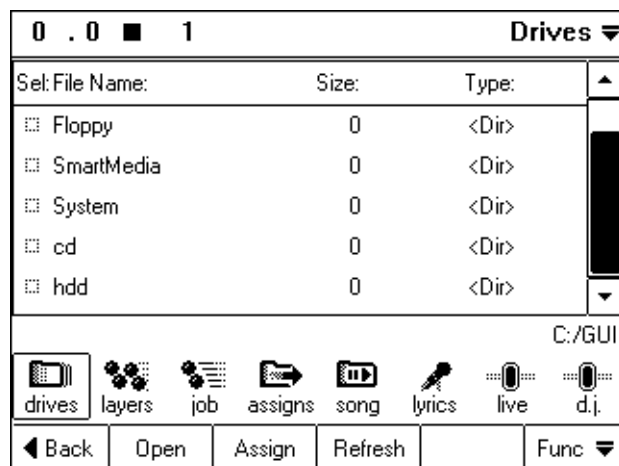 0 .0 ■ 1 Drives
Sel: File Name: Size: Type:
Floppy 0 <Dir>
SmartMedia 0 <Dir>
System 0 <Dir>
cd 0 <Dir>
hdd 0 <Dir>
C:/GUI
drives layers job assigns song lyrics live d.j.
Back Open Assign Refresh Func